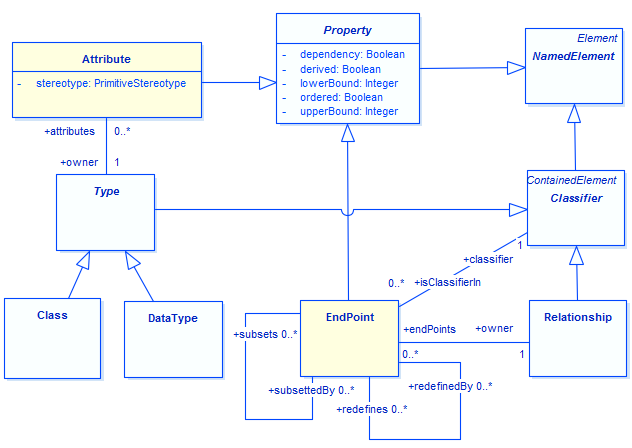 Property
- dependency: Boolean
- derived: Boolean
- lowerBound: Integer
- ordered: Boolean
- upperBound: Integer
Element
NamedElement
Attribute
- stereotype: PrimitiveStereotype
+attributes 0..*
+owner 1
Type
ContainedElement
Classifier
+classifier 1
0..* +isClassifierIn
Class
DataType
EndPoint
Relationship
+endPoints +owner
0..* 1
+subsets 0..*
+subsettedBy 0..*
+redefinedBy 0..*
+redefines 0..*